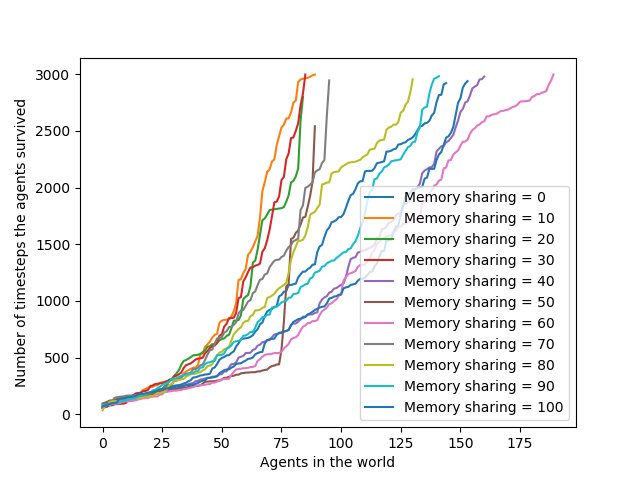 3000
2500
2000
1500
1000
500
0
Number of timesteps the agents survived
Memory sharing = 0
Memory sharing = 10
Memory sharing = 20
Memory sharing = 30
Memory sharing = 40
Memory sharing = 50
Memory sharing = 60
Memory sharing = 70
Memory sharing = 80
Memory sharing = 90
Memory sharing = 100
0 25 50 75 100 125 150 175
Agents in the world